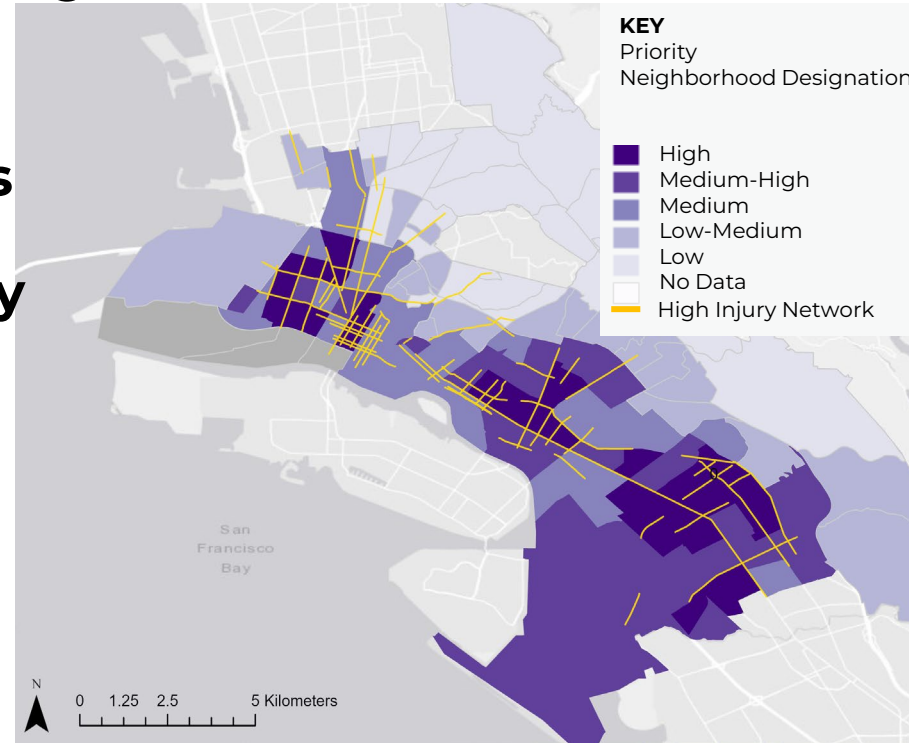 g
s
y
KEY
Priority
Neighborhood Designation
High
Medium-High
Medium
Low-Medium
Low
No Data
High Injury Network
San
Francisco
Bay
N
0 1.25 2.5 5 Kilometers